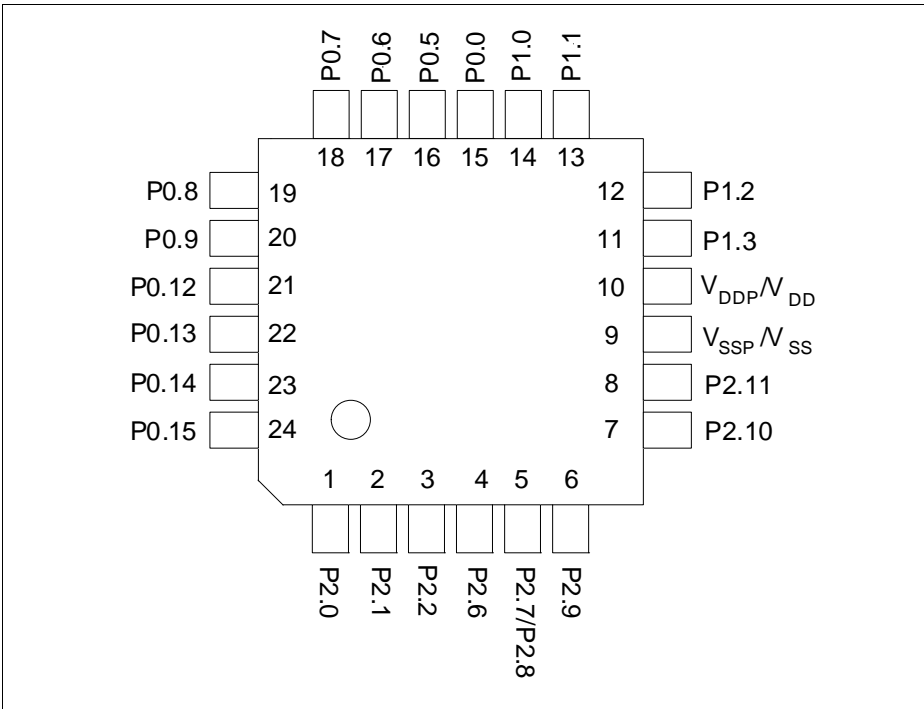 P0.7 P0.6 P0.5 P0.0 P1.0 P1.1
18 17 16 15 14 13
P0.8 19 12 P1.2
P0.9 20 11 P1.3
P0.12 21 10 VDDP/VDD
P0.13 22 9 VSSP/VSS
P0.14 23 8 P2.11
P0.15 24 7 P2.10
1 2 3 4 5 6
P2.0 P2.1 P2.2 P2.6 P2.7/P2.8 P2.9